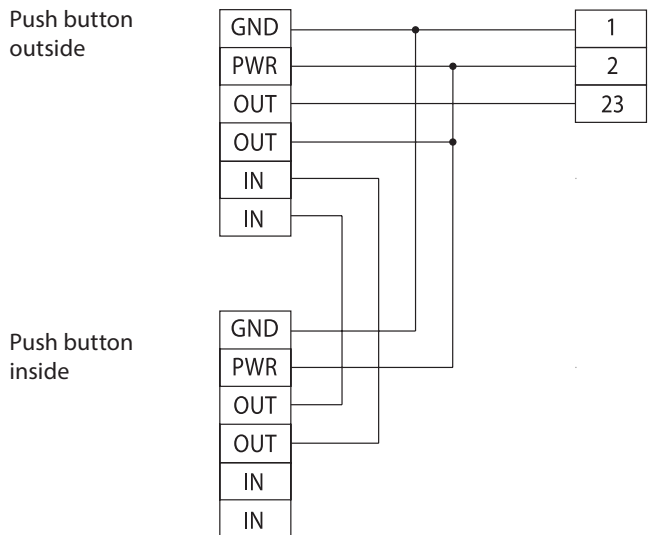 Push button
outside
GND
PWR
OUT
OUT
IN
IN
1
2
23
Push button
inside
GND
PWR
OUT
OUT
IN
IN